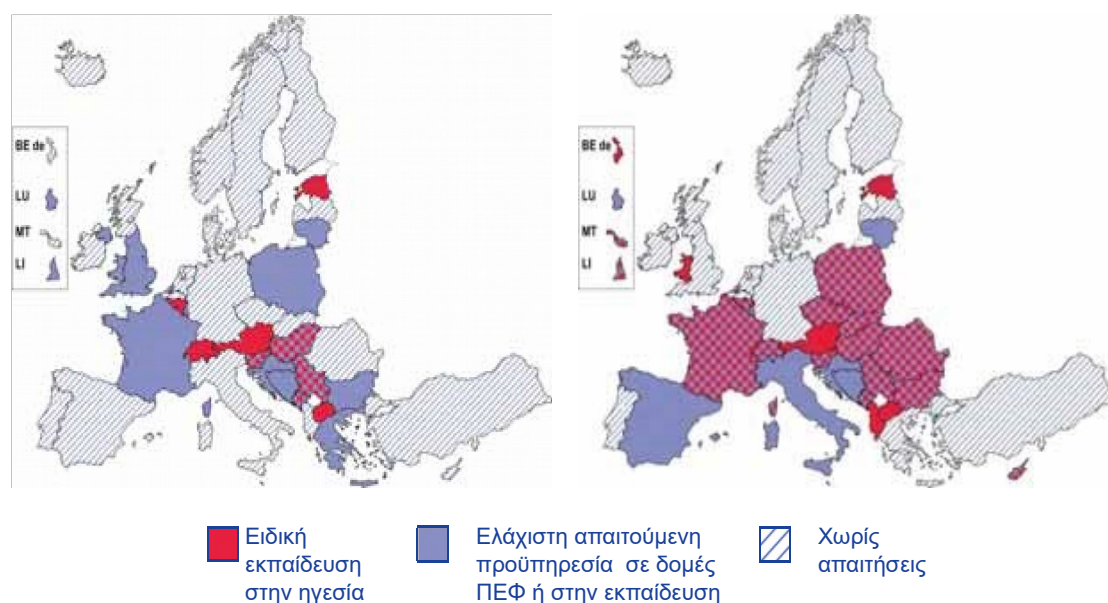 BE de
LU
MT
LI
BE de
LU
MT
LI
Ειδική
εκπαίδευση
στην ηγεσία
Ελάχιστη απαιτούμενη
προϋπηρεσία σε δομές
ΠΕΦ ή στην εκπαίδευση
Χωρίς
απαιτήσεις